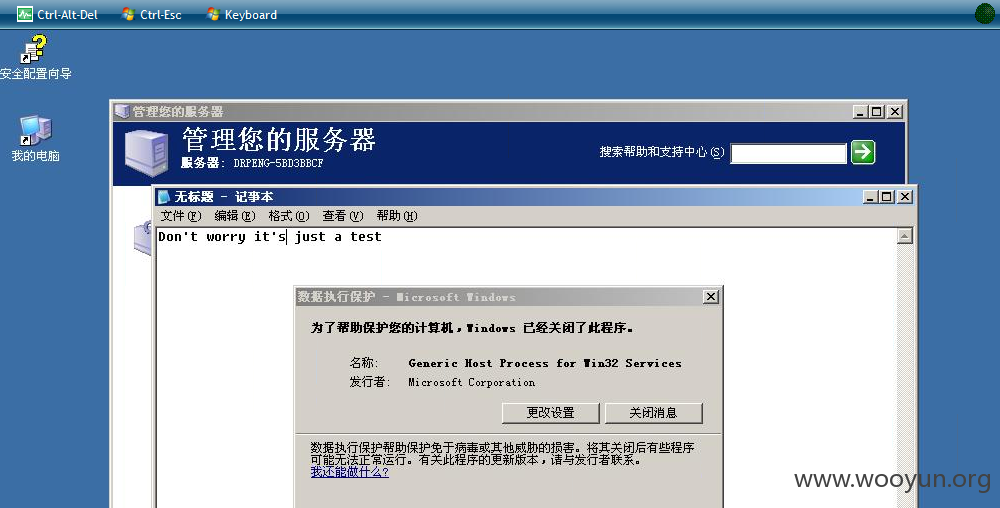 Ctrl-Alt-Del Ctrl-Esc Keyboard
安全配置向导
我的电脑
管理您的服务器
管理您的服务器
服务器: DRPENG-5BD3BBCF
搜索帮助和支持中心(S)
无标题 - 记事本
文件(F) 编辑(E) 格式(O) 查看(V) 帮助(H)
Don't worry it's just a test
数据执行保护 - Microsoft Windows
为了帮助保护您的计算机，Windows 已经关闭了此程序。
名称: Generic Host Process for Win32 Services
发行者: Microsoft Corporation
更改设置 关闭消息
数据执行保护帮助保护免于病毒或其他威胁的损害。将其关闭后有些程序
可能无法正常运行。有关此程序的更新版本，请与发行者联系。
我还能做什么?
www.wooyun.org